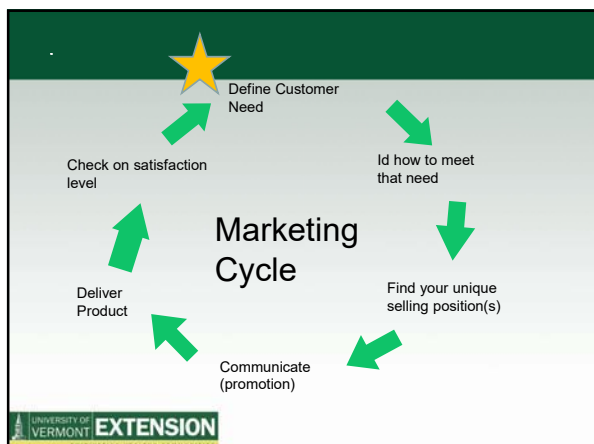 .
Define Customer
Need
Id how to meet
that need
Find your unique
selling position(s)
Communicate
(promotion)
Deliver
Product
Check on satisfaction
level
Marketing
Cycle
UNIVERSITY OF
VERMONT
EXTENSION